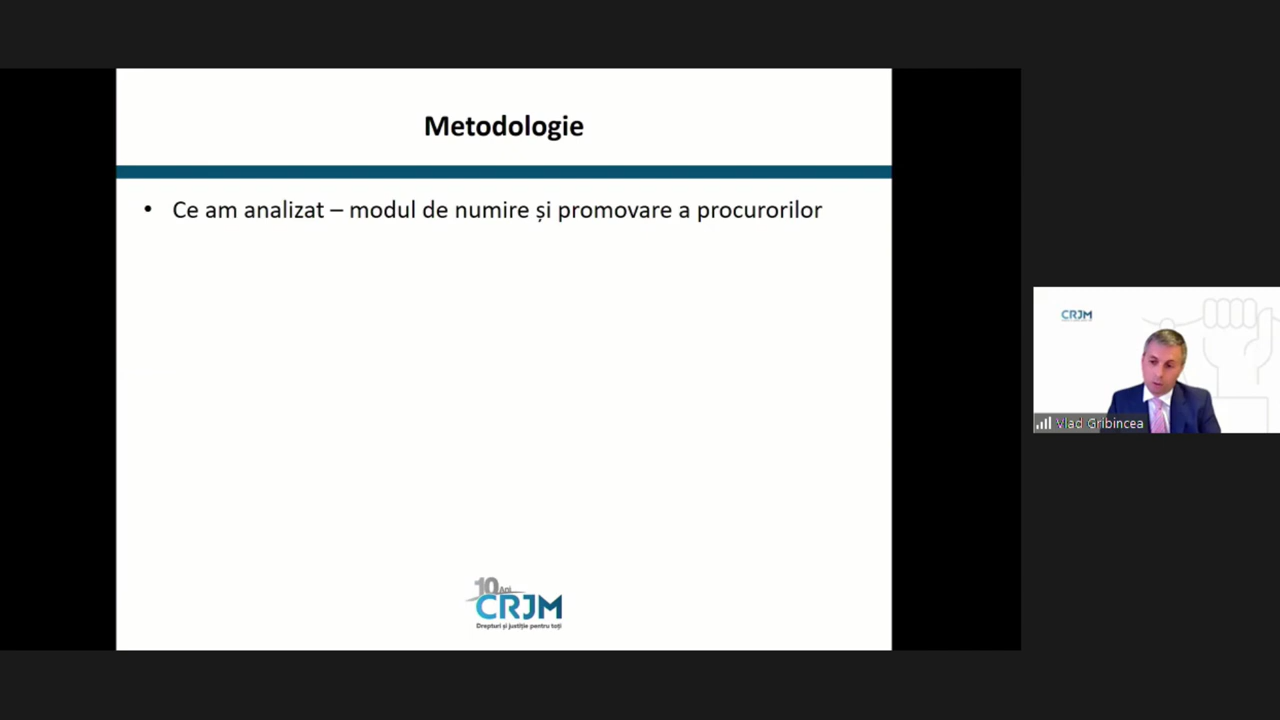 Metodologie
• Ce am analizat – modul de numire și promovare a procurorilor
10 Ani
CRJM
Drepturi și justiție pentru toți
CRJM
Vlad Gribincea